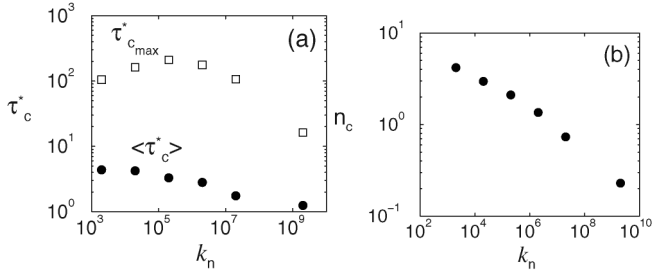 τ*c max
(a)
10³
10²
τ*c
<τ*c>
10¹
10⁰
10³ 10⁵ 10⁷ 10⁹
kn
(b)
10¹
nc
10⁰
10⁻¹
10² 10⁴ 10⁶ 10⁸ 10¹⁰
kn